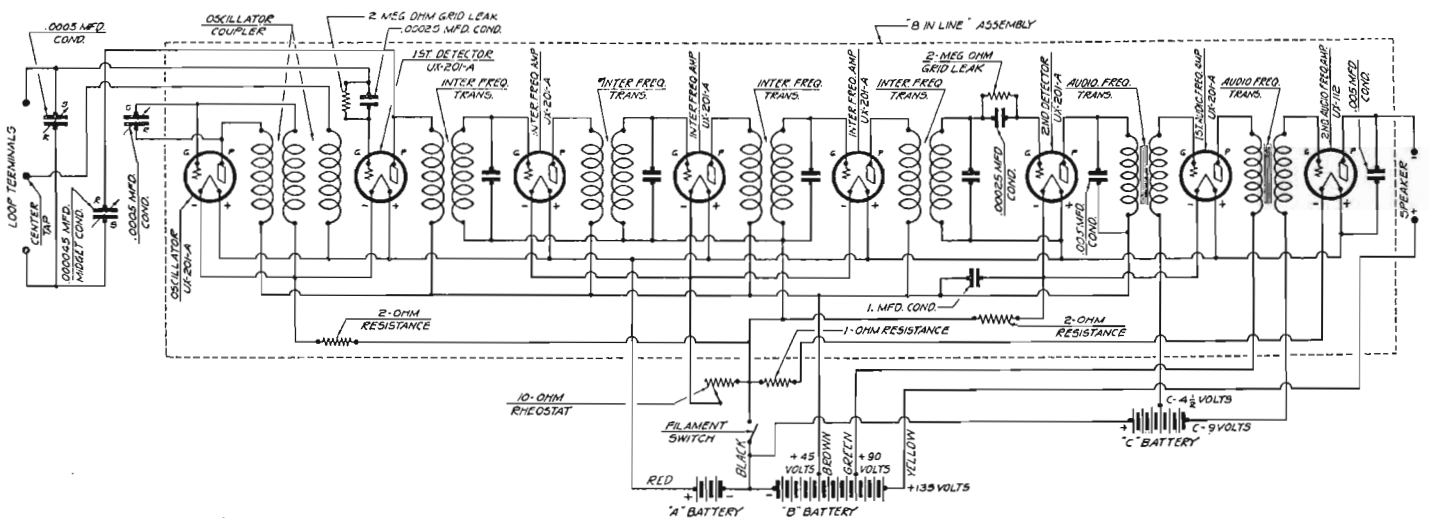 .0005 MFD.
COND.
OSCILLATOR
COUPLER
2 MEG OHM GRID LEAK
.00025 MFD. COND.
1ST. DETECTOR
UX-201-A
INTER FREQ.
TRANS.
INTER FREQ AMP
UX-201-A
INTER FREQ.
TRANS.
INTER FREQ AMP
UX-201-A
INTER FREQ.
TRANS.
INTER FREQ AMP
UX-201-A
INTER FREQ.
TRANS.
"8 IN LINE" ASSEMBLY
2-MEG OHM
GRID LEAK
.00025 MFD
COND.
2ND DETECTOR
UX-201-A
AUDIO. FREQ.
TRANS.
.005 MFD.
COND.
1ST AUDIO FREQ AMP
UX-201-A
AUDIO FREQ.
TRANS.
2ND AUDIO FREQ AMP.
UX-112
.005 MFD
COND.
SPEAKER
LOOP TERMINALS
CENTER
TAP
.000045 MFD.
MIDGET COND.
.0005 MFD.
COND.
OSCILLATOR
UX-201-A
G P
G P
- +
- +
- +
- +
- +
- +
- +
- +
2-OHM
RESISTANCE
1. MFD. COND.
1-OHM RESISTANCE
2-OHM
RESISTANCE
10-OHM
RHEOSTAT
FILAMENT
SWITCH
BLACK
BROWN
GREEN
YELLOW
+45
VOLTS
+90
VOLTS
+135 VOLTS
RED
+ -
"A" BATTERY
-
"B" BATTERY
C-4½ VOLTS
+
C-9 VOLTS
"C" BATTERY